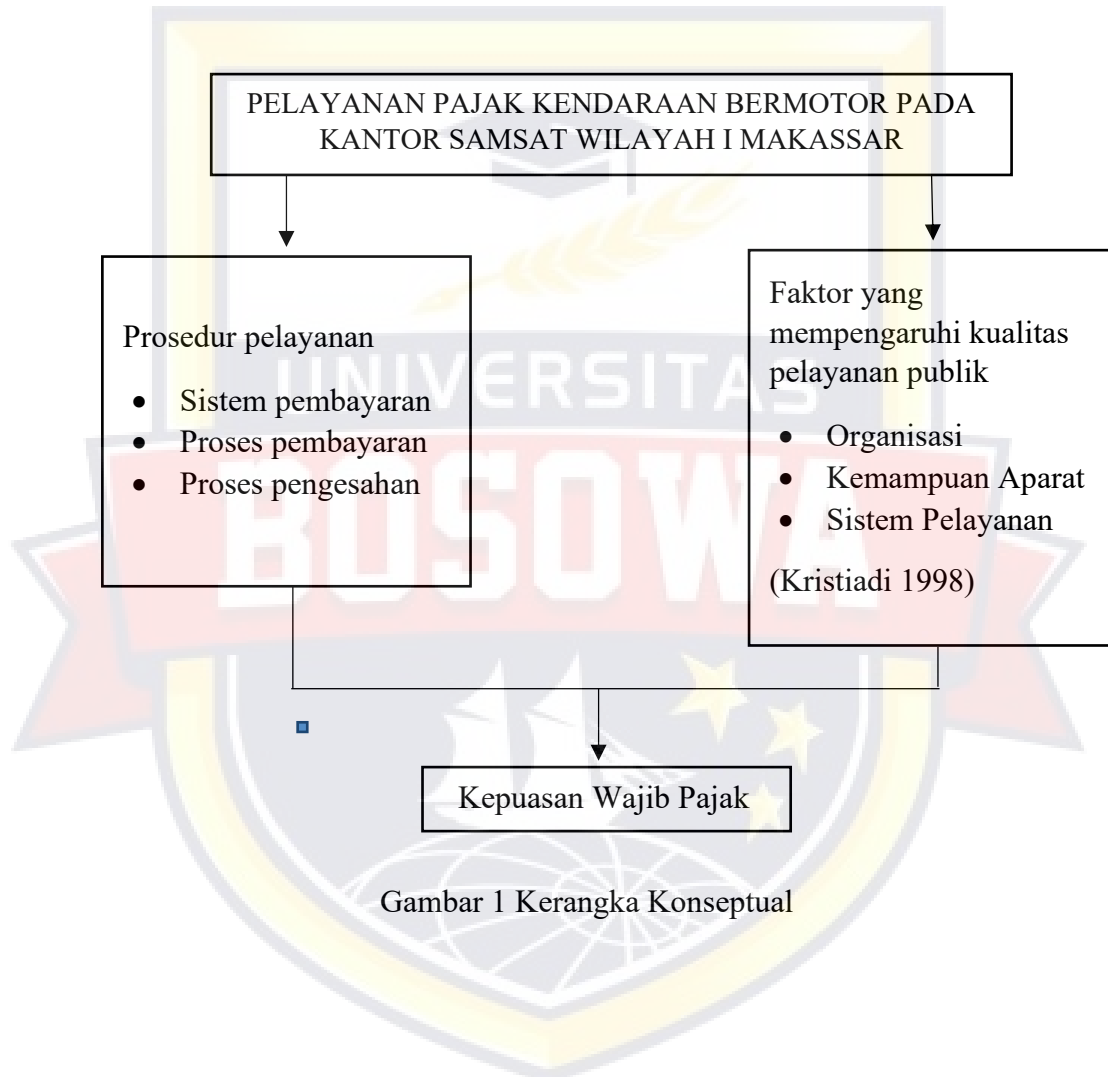 PELAYANAN PAJAK KENDARAAN BERMOTOR PADA
KANTOR SAMSAT WILAYAH I MAKASSAR
Prosedur pelayanan
• Sistem pembayaran
• Proses pembayaran
• Proses pengesahan
Faktor yang
mempengaruhi kualitas
pelayanan publik
• Organisasi
• Kemampuan Aparat
• Sistem Pelayanan
(Kristiadi 1998)
UNIVERSITAS
BOSOWA
Kepuasan Wajib Pajak
Gambar 1 Kerangka Konseptual